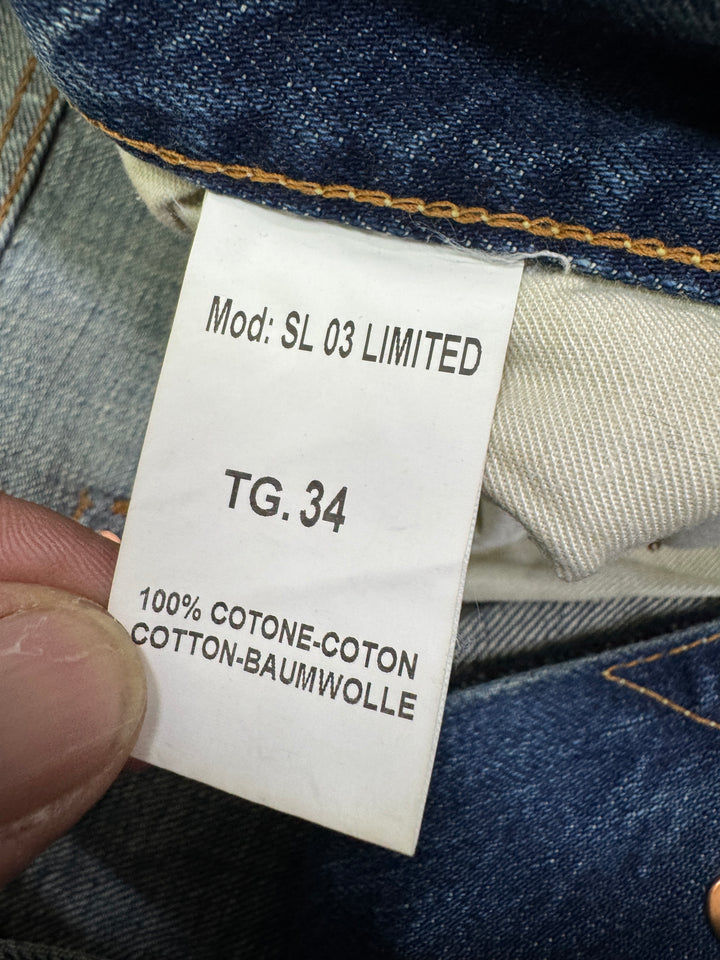 Mod: SL 03 LIMITED
TG. 34
100% COTONE-COTON
COTTON-BAUMWOLLE